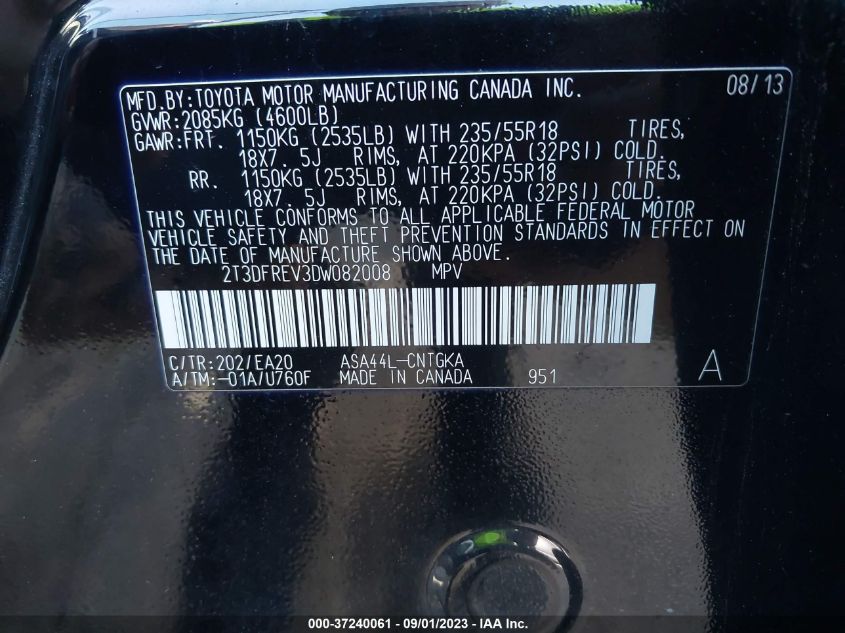 MFD.BY:TOYOTA MOTOR MANUFACTURING CANADA INC. 08/13
GVWR:2085KG (4600LB)
GAWR:FRT. 1150KG (2535LB) WITH 235/55R18 TIRES,
18X7.5J RIMS, AT 220KPA (32PSI) COLD.
RR. 1150KG (2535LB) WITH 235/55R18 TIRES,
18X7.5J RIMS, AT 220KPA (32PSI) COLD.
THIS VEHICLE CONFORMS TO ALL APPLICABLE FEDERAL MOTOR
VEHICLE SAFETY AND THEFT PREVENTION STANDARDS IN EFFECT ON
THE DATE OF MANUFACTURE SHOWN ABOVE.
2T3DFREV3DW082008 MPV
C/TR:202/EA20 ASA44L-CNTGKA A
A/TM:-01A/U760F MADE IN CANADA 951
000-37240061 - 09/01/2023 - IAA Inc.